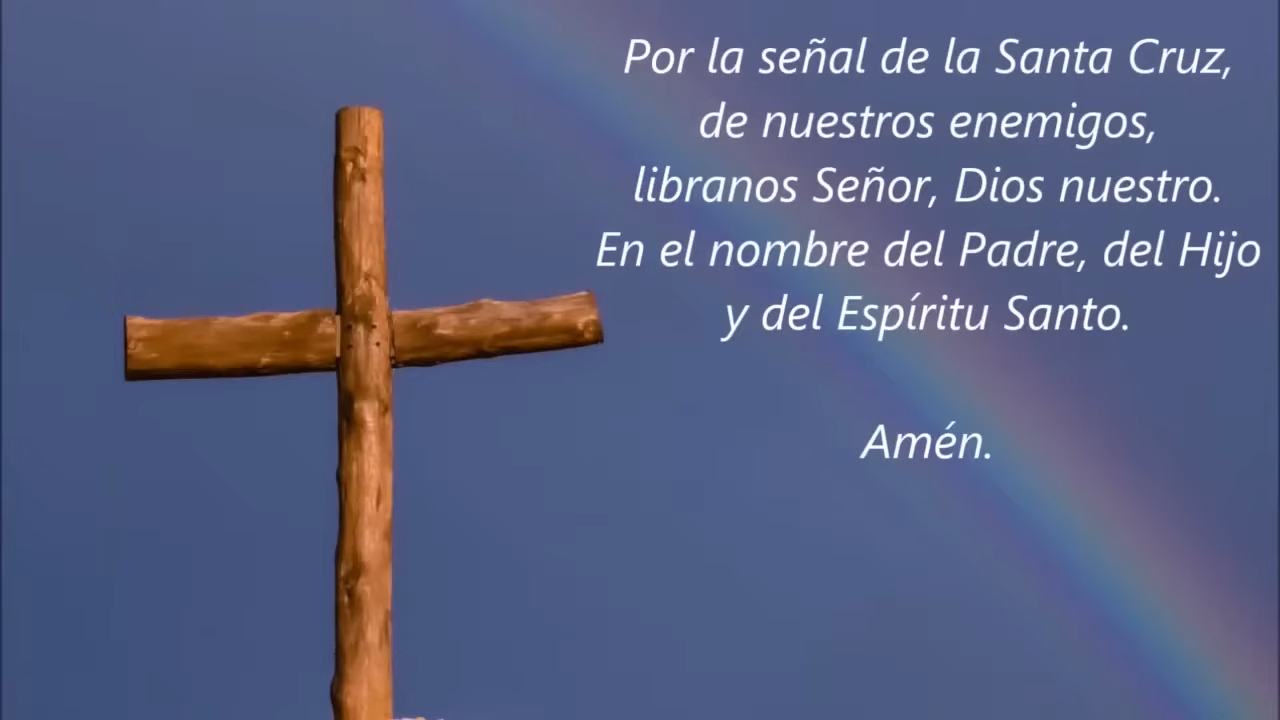 Por la señal de la Santa Cruz,
de nuestros enemigos,
libranos Señor, Dios nuestro.
En el nombre del Padre, del Hijo
y del Espíritu Santo.
Amén.